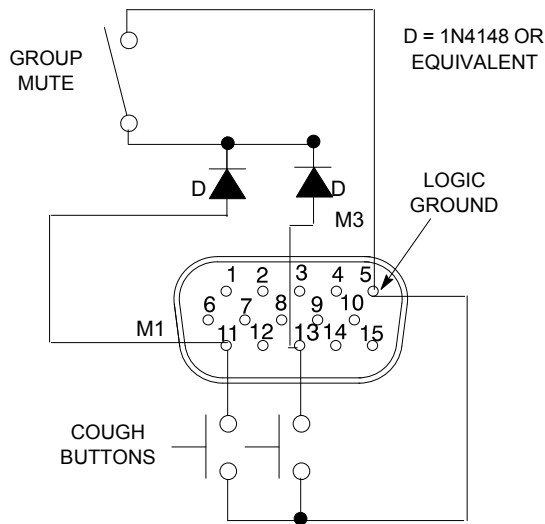 D = 1N4148 OR
EQUIVALENT
GROUP
MUTE
D
D
LOGIC
GROUND
M3
1 2 3 4 5
6 7 8 9 10
M1
11 12 13 14 15
COUGH
BUTTONS